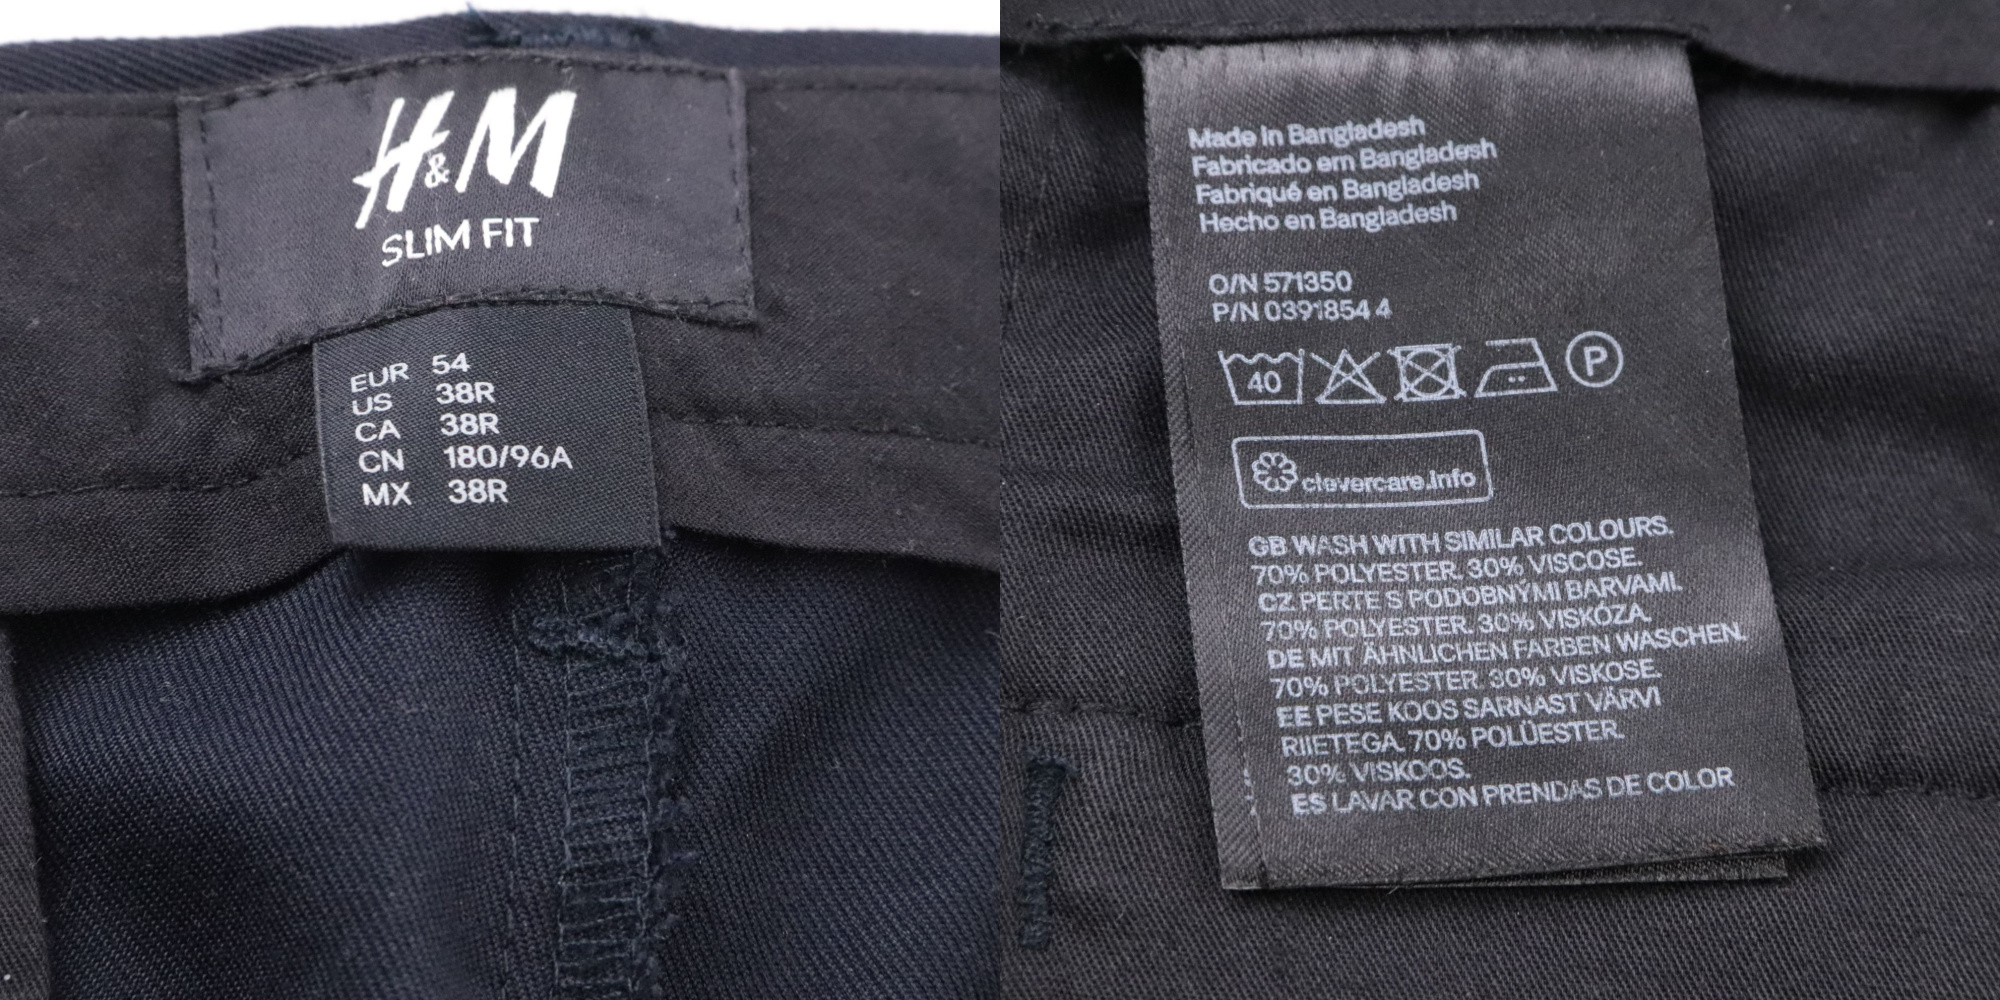 H&M
SLIM FIT
EUR 54
US 38R
CA 38R
CN 180/96A
MX 38R
Made in Bangladesh
Fabricado em Bangladesh
Fabriqué en Bangladesh
Hecho en Bangladesh
O/N 571350
P/N 0391854 4
40
P
clevercare.info
GB WASH WITH SIMILAR COLOURS.
70% POLYESTER. 30% VISCOSE.
CZ PERTE S PODOBNÝMI BARVAMI.
70% POLYESTER. 30% VISKÓZA.
DE MIT ÄHNLICHEN FARBEN WASCHEN.
70% POLYESTER. 30% VISKOSE.
EE PESE KOOS SARNAST VÄRVI
RIIETEGA. 70% POLÜESTER.
30% VISKOOS.
ES LAVAR CON PRENDAS DE COLOR